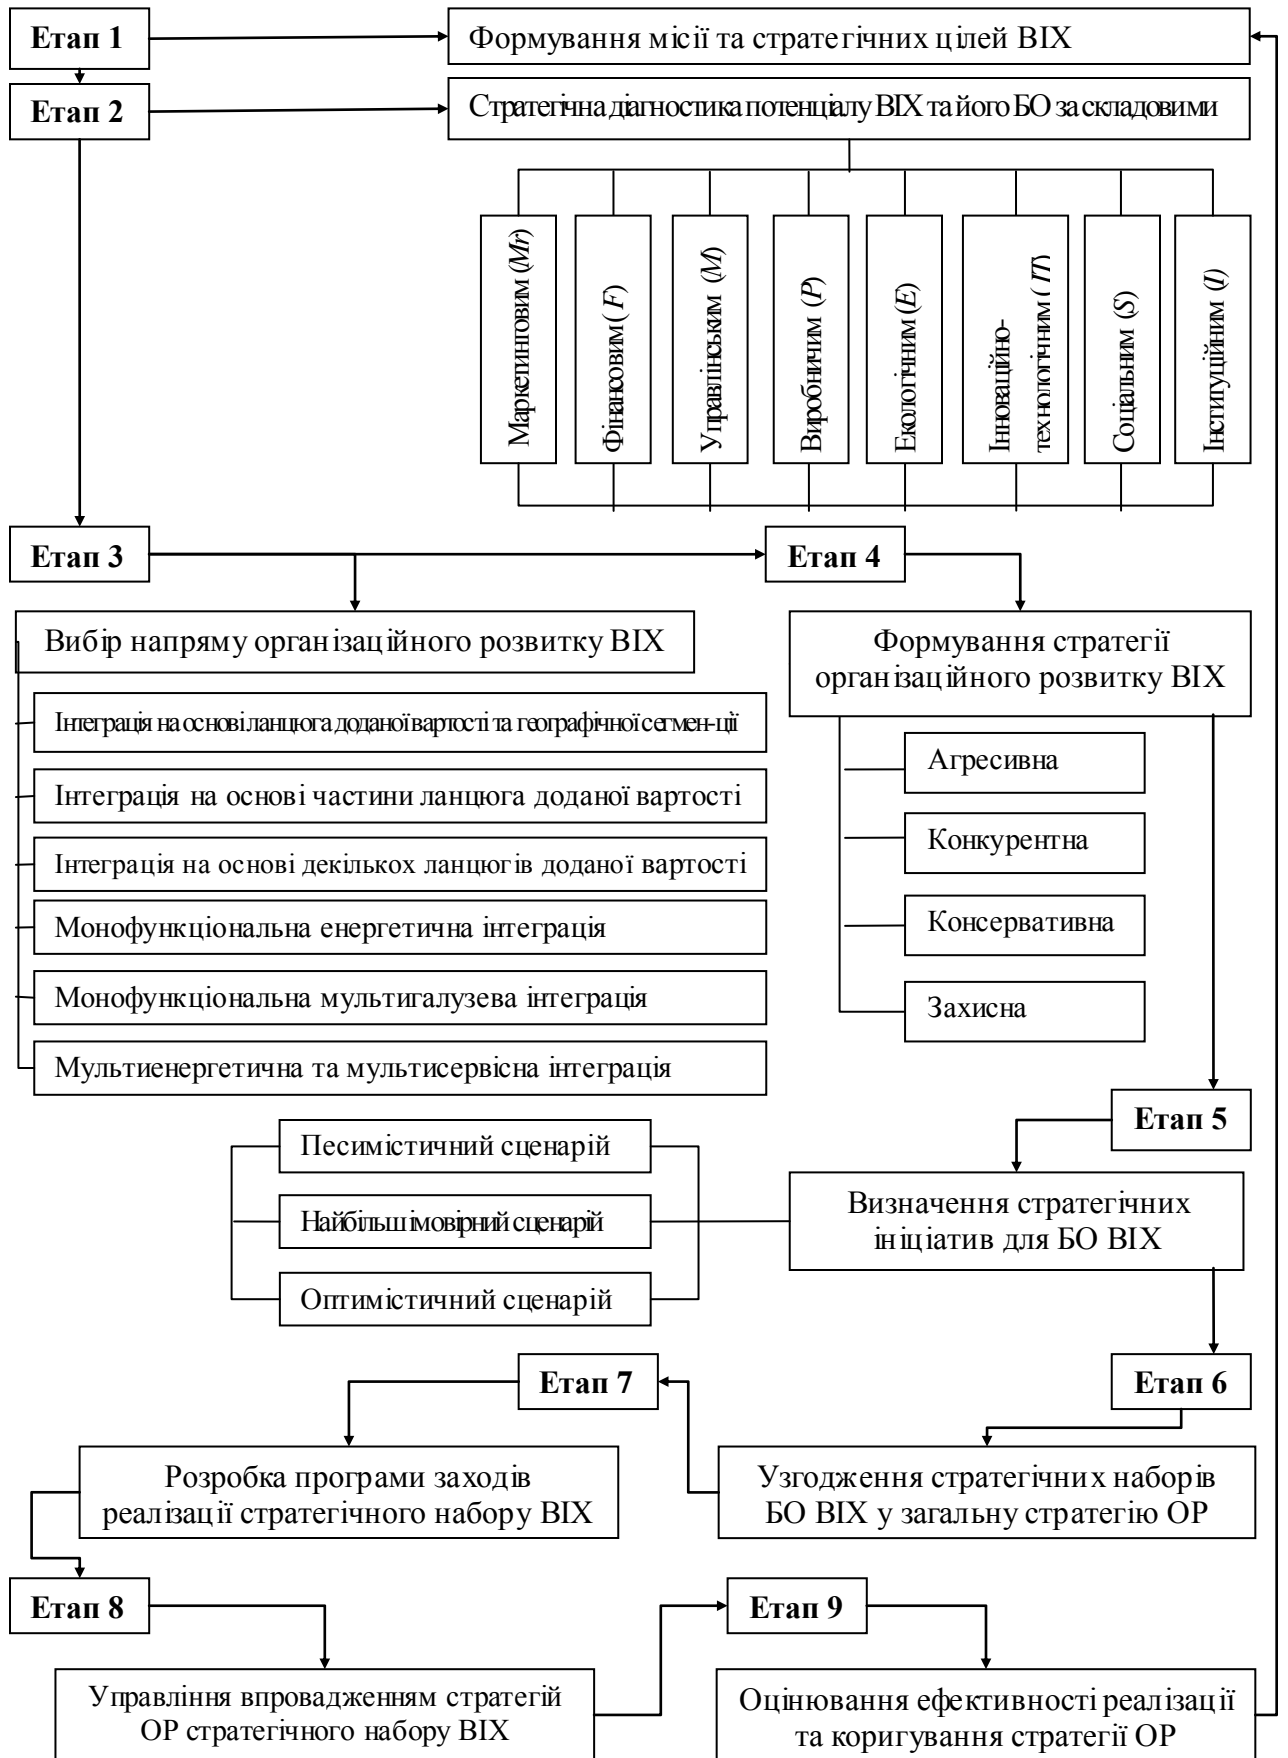 Етап 1
Формування місії та стратегічних цілей ВІХ
Етап 2
Стратегічна діагностика потенціалу ВІХ та його БО за складовими
Маркетинговим (Mr)
Фінансовим (F)
Управлінським (M)
Виробничим (P)
Екологічним (E)
Інноваційно-
технологічним (IT)
Соціальним (S)
Інституційним (I)
Етап 3
Етап 4
Вибір напряму організаційного розвитку ВІХ
Інтеграція на основі ланцюга доданої вартості та географічної сегмен-ції
Інтеграція на основі частини ланцюга доданої вартості
Інтеграція на основі декількох ланцюгів доданої вартості
Монофункціональна енергетична інтеграція
Монофункціональна мультигалузева інтеграція
Мультиенергетична та мультисервісна інтеграція
Формування стратегії
організаційного розвитку ВІХ
Агресивна
Конкурентна
Консервативна
Захисна
Етап 5
Визначення стратегічних
ініціатив для БО ВІХ
Песимістичний сценарій
Найбільш імовірний сценарій
Оптимістичний сценарій
Етап 6
Узгодження стратегічних наборів
БО ВІХ у загальну стратегію ОР
Етап 7
Розробка програми заходів
реалізації стратегічного набору ВІХ
Етап 8
Управління впровадженням стратегій
ОР стратегічного набору ВІХ
Етап 9
Оцінювання ефективності реалізації
та коригування стратегії ОР